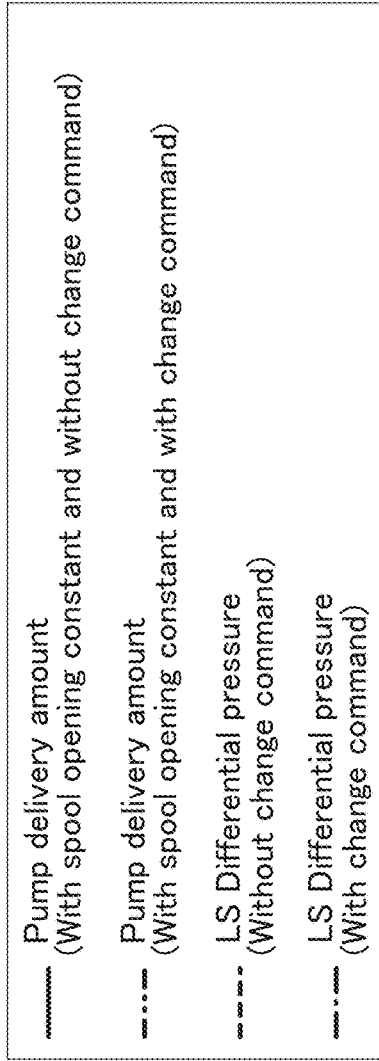 Pump delivery amount
(With spool opening constant and without change command)
Pump delivery amount
(With spool opening constant and with change command)
LS Differential pressure
(Without change command)
LS Differential pressure
(With change command)